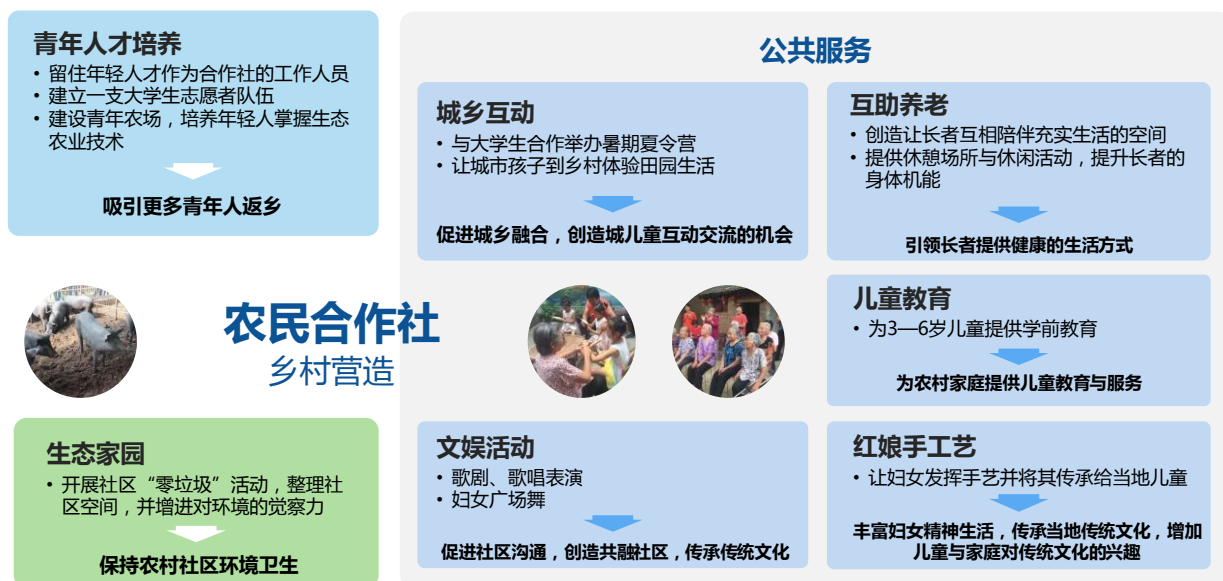 青年人才培养
• 留住年轻人才作为合作社的工作人员
• 建立一支大学生志愿者队伍
• 建设青年农场，培养年轻人掌握生态
农业技术
吸引更多青年人返乡
公共服务
城乡互动
• 与大学生合作举办暑期夏令营
• 让城市孩子到乡村体验田园生活
促进城乡融合，创造城儿童互动交流的机会
互助养老
• 创造让长者互相陪伴充实生活的空间
• 提供休憩场所与休闲活动，提升长者的
身体机能
引领长者提供健康的生活方式
农民合作社
乡村营造
儿童教育
• 为3—6岁儿童提供学前教育
为农村家庭提供儿童教育与服务
生态家园
• 开展社区“零垃圾”活动，整理社
区空间，并增进对环境的觉察力
保持农村社区环境卫生
文娱活动
• 歌剧、歌唱表演
• 妇女广场舞
促进社区沟通，创造共融社区，传承传统文化
红娘手工艺
• 让妇女发挥手艺并将其传承给当地儿童
丰富妇女精神生活，传承当地传统文化，增加
儿童与家庭对传统文化的兴趣